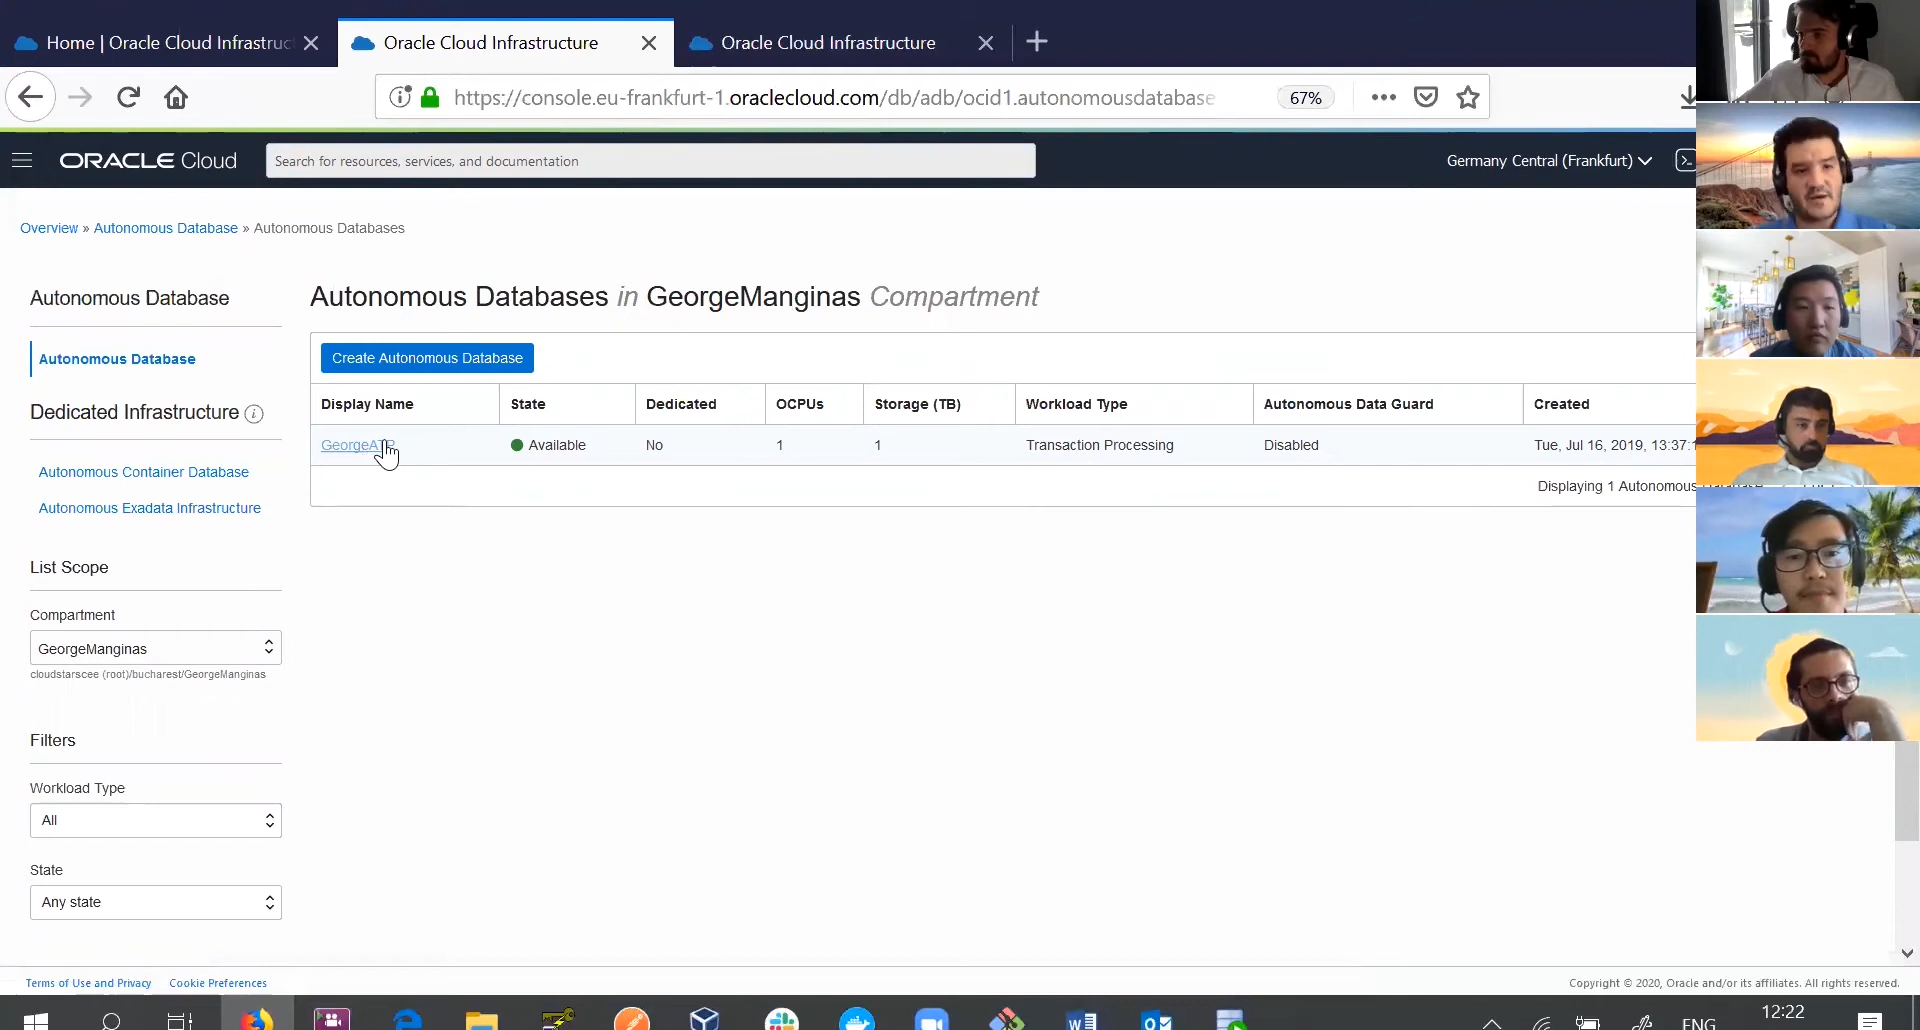 Home | Oracle Cloud Infrastruc
Oracle Cloud Infrastructure
Oracle Cloud Infrastructure
https://console.eu-frankfurt-1.oraclecloud.com/db/adb/ocid1.autonomousdatabase
67%
ORACLE Cloud
Search for resources, services, and documentation
Germany Central (Frankfurt)
Overview » Autonomous Database » Autonomous Databases
Autonomous Database
Autonomous Database
Dedicated Infrastructure
Autonomous Container Database
Autonomous Exadata Infrastructure
List Scope
Compartment
GeorgeManginas
cloudstarscee (root)/bucharest/GeorgeManginas
Filters
Workload Type
All
State
Any state
Autonomous Databases in GeorgeManginas Compartment
Create Autonomous Database
Display Name State Dedicated OCPUs Storage (TB) Workload Type Autonomous Data Guard Created
GeorgeATP Available No 1 1 Transaction Processing Disabled Tue, Jul 16, 2019, 13:37:1
Displaying 1 Autonomous
Terms of Use and Privacy Cookie Preferences
Copyright © 2020, Oracle and/or its affiliates. All rights reserved.
ENG
12:22